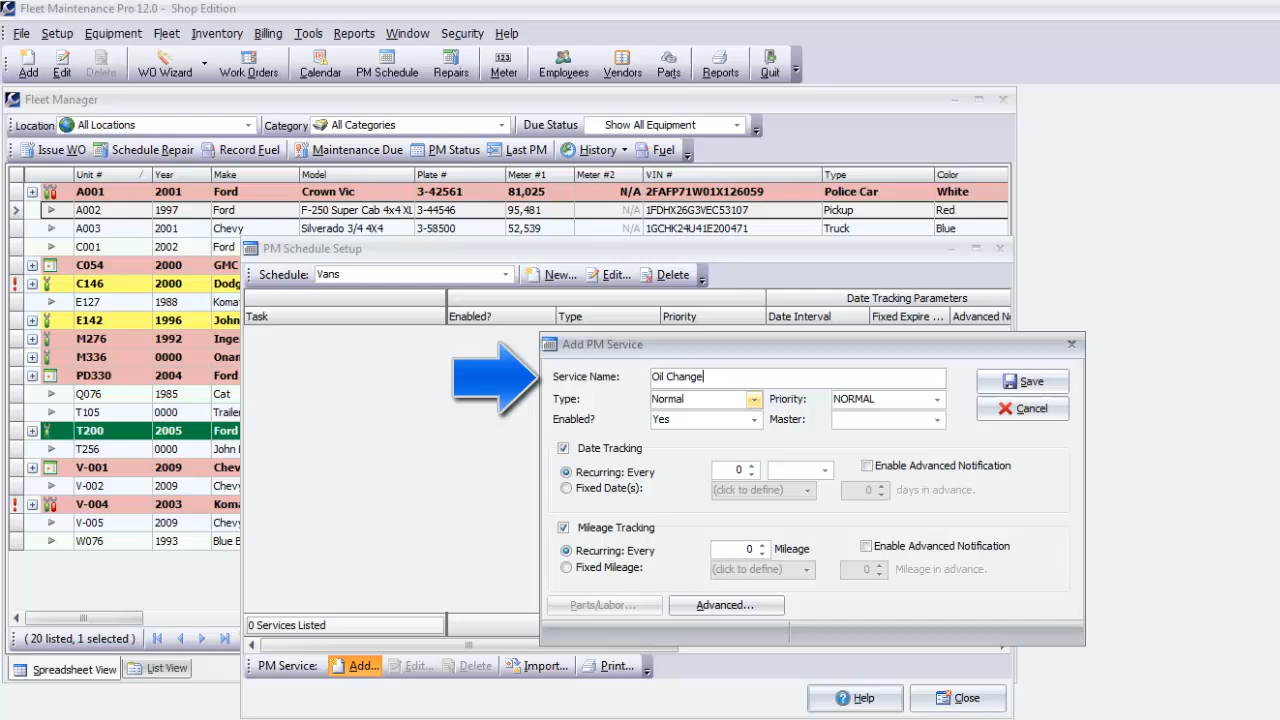 Fleet Maintenance Pro 12.0 - Shop Edition
File Setup Equipment Fleet Inventory Billing Tools Reports Window Security Help
Add Edit Delete WO Wizard Work Orders Calendar PM Schedule Repairs 123 Meter Employees Vendors Parts Reports Quit
Fleet Manager
Location All Locations Category All Categories Due Status Show All Equipment
Issue WO Schedule Repair Record Fuel Maintenance Due PM Status Last PM History Fuel
Unit # Year Make Model Plate # Meter #1 Meter #2 VIN # Type Color
A001 2001 Ford Crown Vic 3-42561 81,025 N/A 2FAFP71W01X126059 Police Car White
A002 1997 Ford F-250 Super Cab 4x4 XL 3-44546 95,481 N/A 1FDHX26G3VEC53107 Pickup Red
A003 2001 Chevy Silverado 3/4 4X4 3-58500 52,539 N/A 1GCHK24U41E200471 Truck Blue
C001 2002 Ford
C054 2000 GMC
C146 2000 Dodg
E127 1988 Koma
E142 1996 John
M276 1992 Inge
M336 0000 Onan
PD330 2004 Ford
Q076 1985 Cat
T105 0000 Trailer
T200 2005 Ford
T256 0000 John
V-001 2009 Chev
V-002 2009 Chevy
V-004 2003 Koma
V-005 2009 Chevy
W076 1993 Blue B
(20 listed, 1 selected)
Spreadsheet View List View
PM Schedule Setup
Schedule: Vans New... Edit... Delete
Date Tracking Parameters
Task Enabled? Type Priority Date Interval Fixed Expire ... Advanced No
0 Services Listed
PM Service: Add... Edit... Delete Import... Print...
Help Close
Add PM Service
Service Name: Oil Change Save
Type: Normal Priority: NORMAL Cancel
Enabled? Yes Master:
Date Tracking
Recurring: Every 0 Enable Advanced Notification
Fixed Date(s): (click to define) 0 days in advance.
Mileage Tracking
Recurring: Every 0 Mileage Enable Advanced Notification
Fixed Mileage: (click to define) 0 Mileage in advance.
Parts/Labor... Advanced...